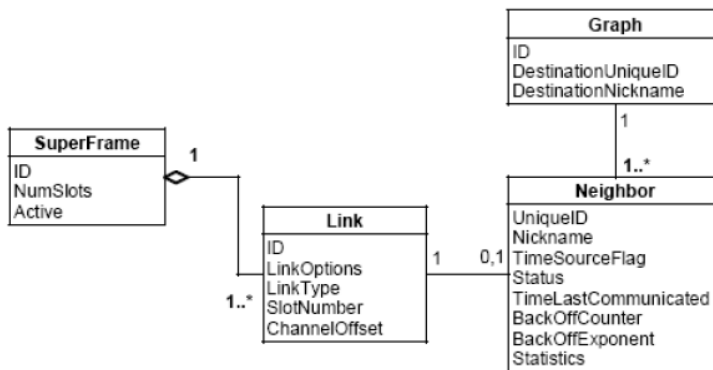 Graph
ID
DestinationUniqueID
DestinationNickname
1
1..*
SuperFrame
ID
NumSlots
Active
1
1..*
Link
ID
LinkOptions
LinkType
SlotNumber
ChannelOffset
1
0,1
Neighbor
UniqueID
Nickname
TimeSourceFlag
Status
TimeLastCommunicated
BackOffCounter
BackOffExponent
Statistics